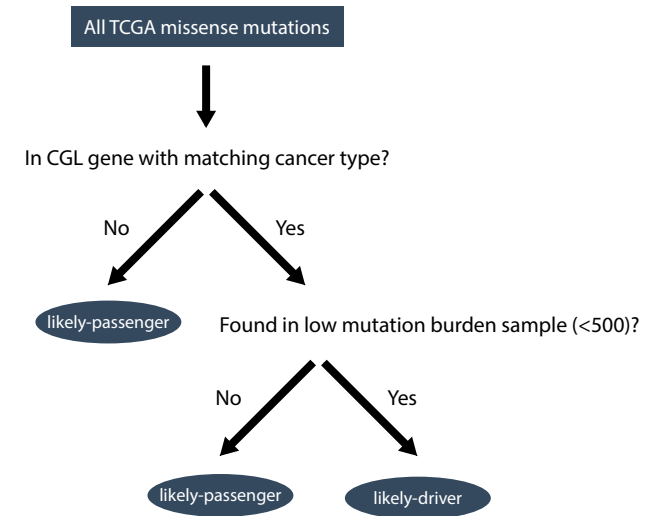 All TCGA missense mutations
In CGL gene with matching cancer type?
No
Yes
likely-passenger
Found in low mutation burden sample (<500)?
No
Yes
likely-passenger
likely-driver